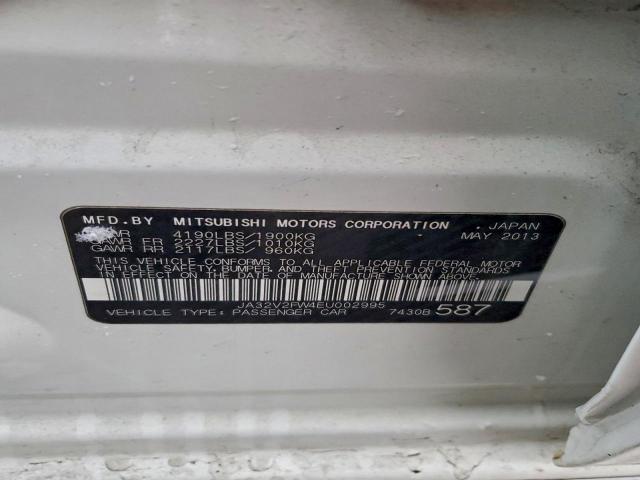 MFD.BY MITSUBISHI MOTORS CORPORATION , JAPAN
4190LBS/1900KG MAY 2013
GAWR FR 2227LBS/1010KG
GAWR RR 2117LBS/ 960KG
THIS VEHICLE CONFORMS TO ALL APPLICABLE FEDERAL MOTOR
VEHICLE SAFETY, BUMPER, AND THEFT PREVENTION STANDARDS
IN EFFECT ON THE DATE OF MANUFACTURE SHOWN ABOVE.
JA32V2FW4EU002995
VEHICLE TYPE: PASSENGER CAR 7430B 587